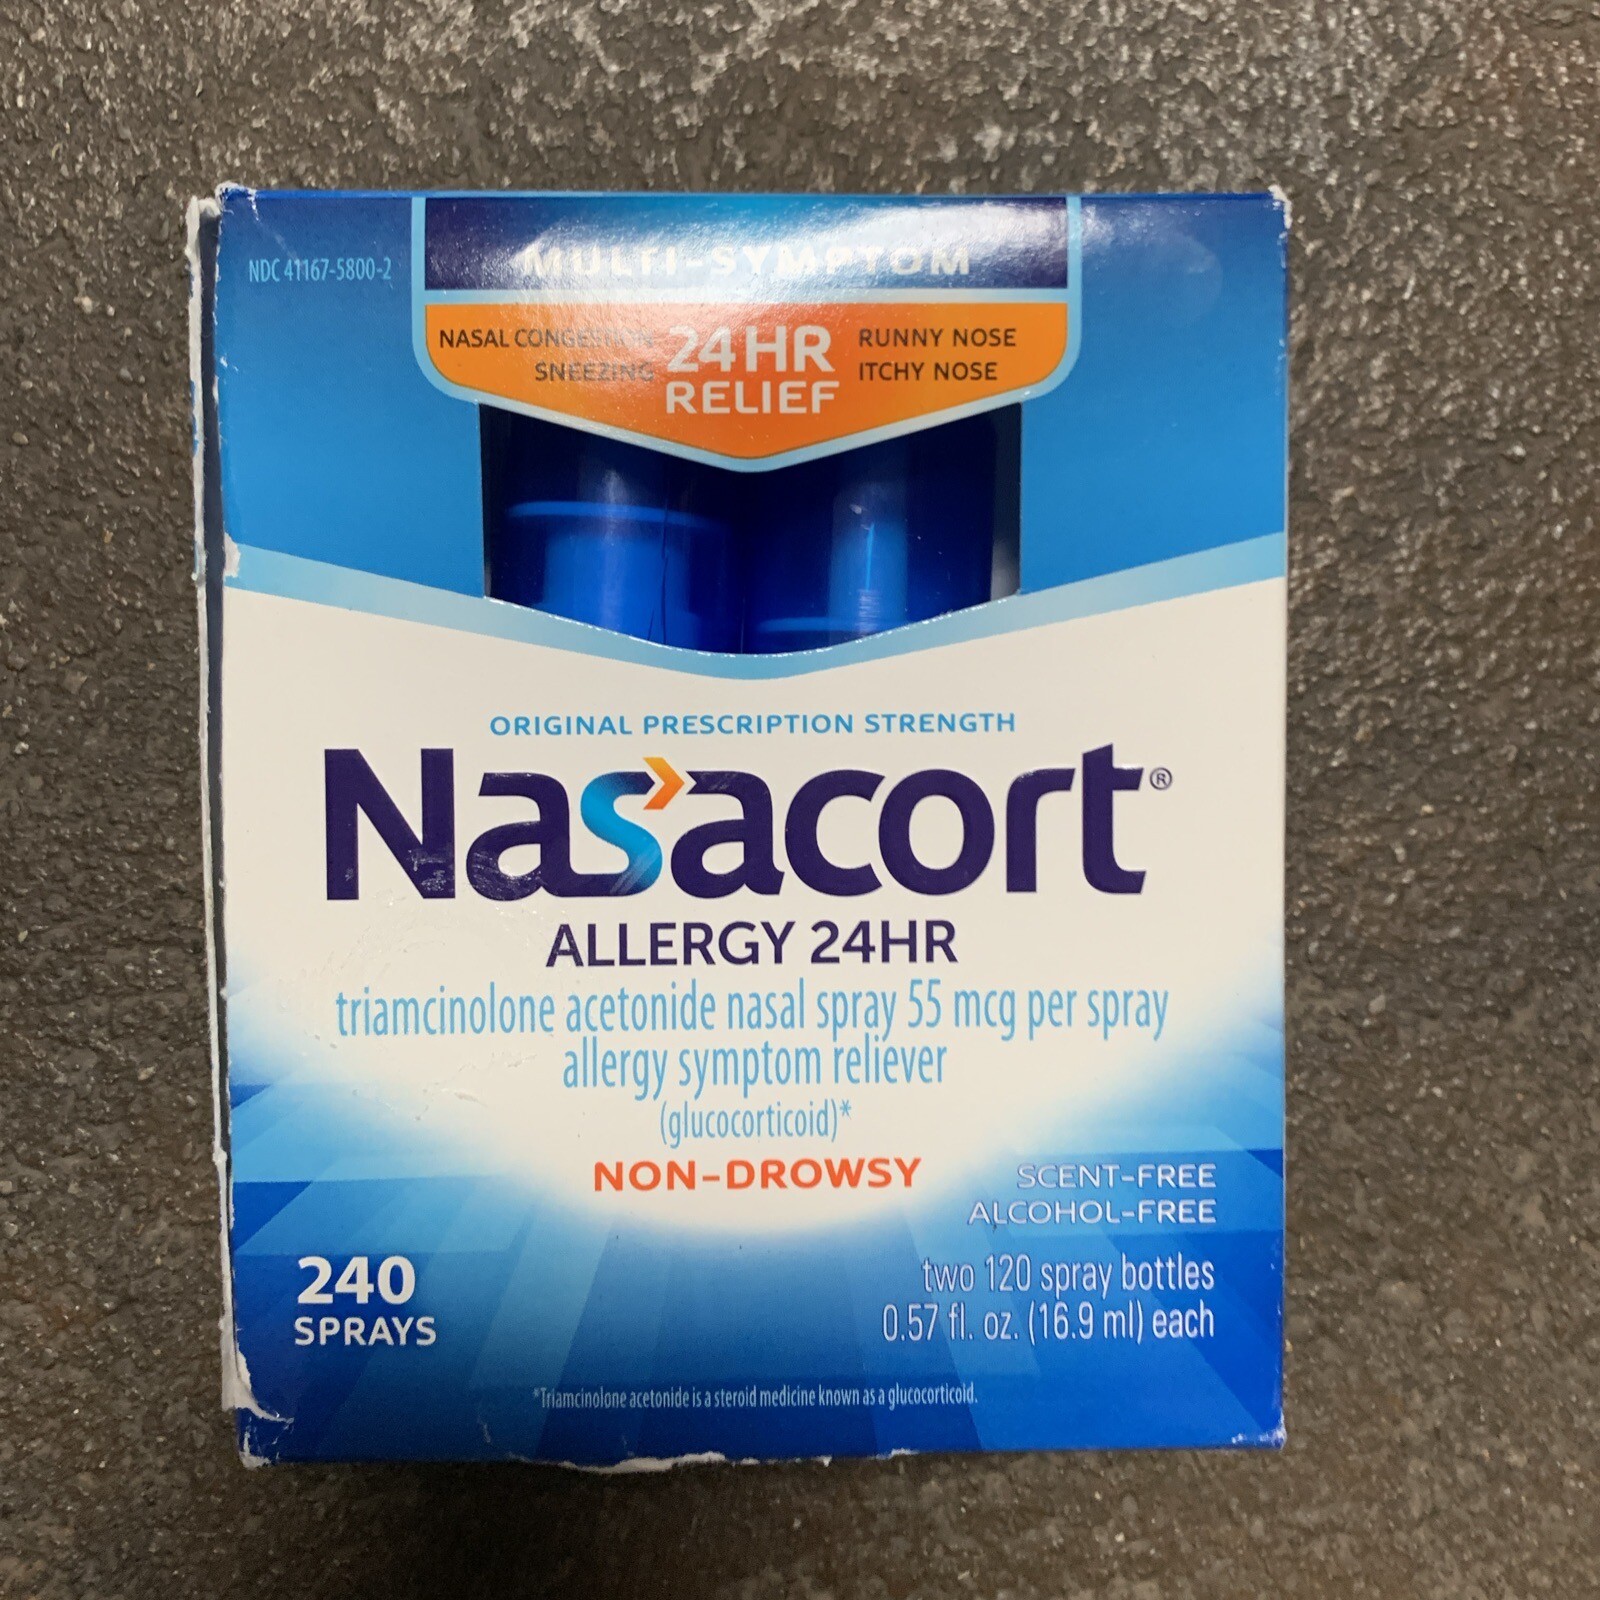 NDC 41167-5800-2
MULTI-SYMPTOM
NASAL CONGESTION
SNEEZING
24HR
RELIEF
RUNNY NOSE
ITCHY NOSE
ORIGINAL PRESCRIPTION STRENGTH
Nasacort®
ALLERGY 24HR
triamcinolone acetonide nasal spray 55 mcg per spray
allergy symptom reliever
(glucocorticoid)*
NON-DROWSY
SCENT-FREE
ALCOHOL-FREE
240
SPRAYS
two 120 spray bottles
0.57 fl. oz. (16.9 ml) each
*Triamcinolone acetonide is a steroid medicine known as a glucocorticoid.